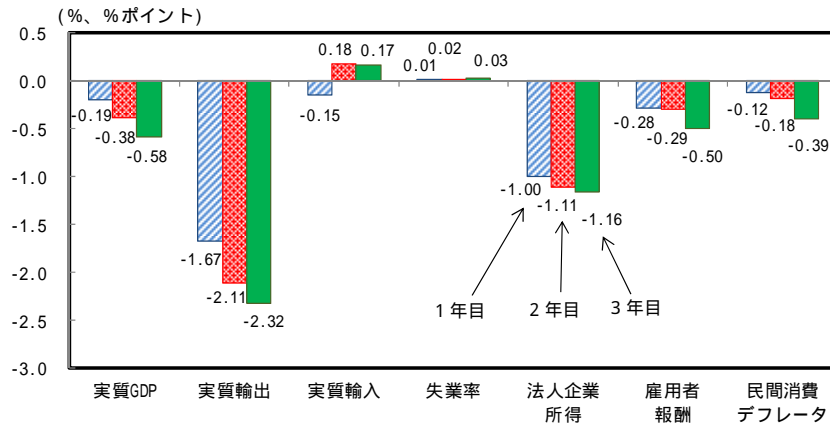 (%、%ポイント)
0.5
0.0
-0.5
-1.0
-1.5
-2.0
-2.5
-3.0
-0.19
-0.38
-0.58
-1.67
-2.11
-2.32
-0.15
0.18
0.17
0.01
0.02
0.03
-1.00
-1.11
-1.16
-0.28
-0.29
-0.50
-0.12
-0.18
-0.39
1年目
2年目
3年目
実質GDP
実質輸出
実質輸入
失業率
法人企業
所得
雇用者
報酬
民間消費
デフレータ